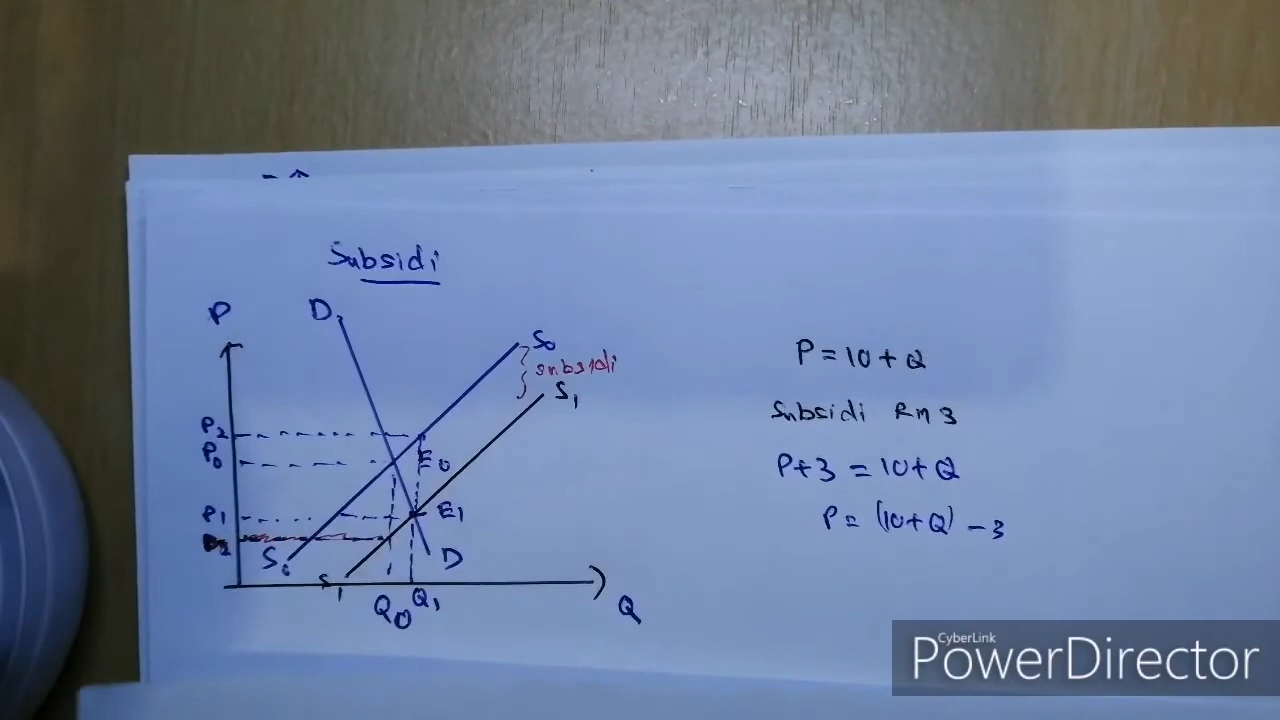 Subsidi
P
D
S0
subsidi
S1
P2
P0
E0
P1
E1
S0
D
S1
Q0
Q1
Q
P = 10 + Q
Subsidi RM 3
P + 3 = 10 + Q
P = (10 + Q) - 3
CyberLink
PowerDirector